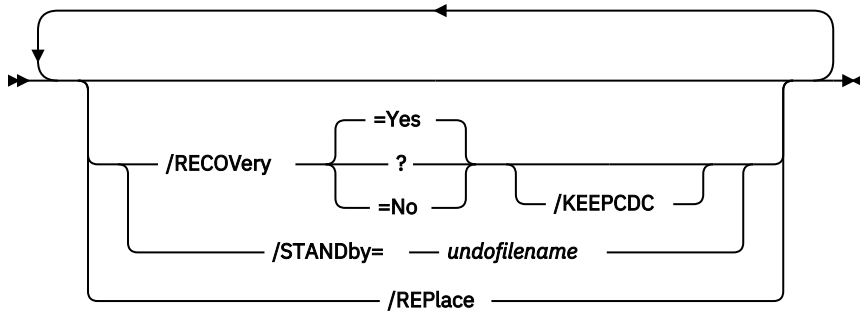 =Yes
/RECOVery ?
=No /KEEPCDC
/STANDby= undofilename
/REPlace